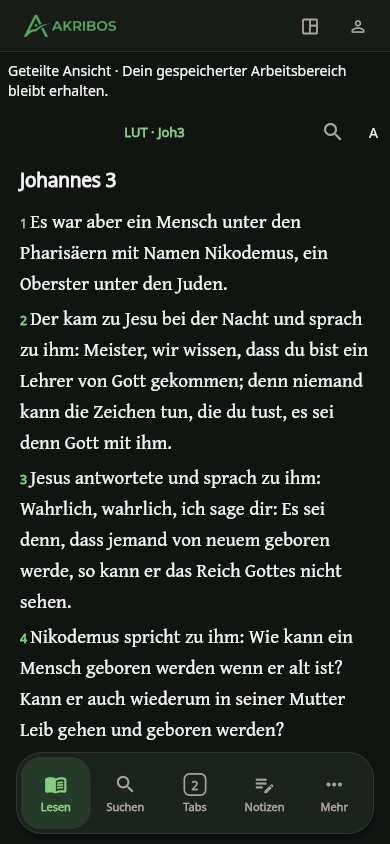 AKRIBOS
Geteilte Ansicht · Dein gespeicherter Arbeitsbereich
bleibt erhalten.
LUT · Joh3
A
Johannes 3
1 Es war aber ein Mensch unter den
Pharisäern mit Namen Nikodemus, ein
Oberster unter den Juden.
2 Der kam zu Jesu bei der Nacht und sprach
zu ihm: Meister, wir wissen, dass du bist ein
Lehrer von Gott gekommen; denn niemand
kann die Zeichen tun, die du tust, es sei
denn Gott mit ihm.
3 Jesus antwortete und sprach zu ihm:
Wahrlich, wahrlich, ich sage dir: Es sei
denn, dass jemand von neuem geboren
werde, so kann er das Reich Gottes nicht
sehen.
4 Nikodemus spricht zu ihm: Wie kann ein
Mensch geboren werden wenn er alt ist?
Kann er auch wiederum in seiner Mutter
Leib gehen und geboren werden?
2
Lesen Suchen Tabs Notizen Mehr